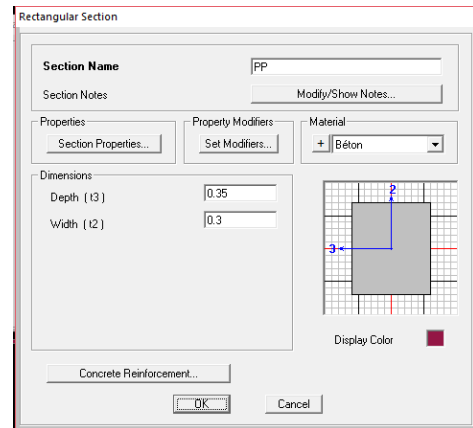 Rectangular Section
Section Name PP
Section Notes Modify/Show Notes...
Properties Property Modifiers Material
Section Properties... Set Modifiers... + Béton
Dimensions
Depth ( t3 ) 0.35
Width ( t2 ) 0.3
2
3
Display Color
Concrete Reinforcement...
OK Cancel